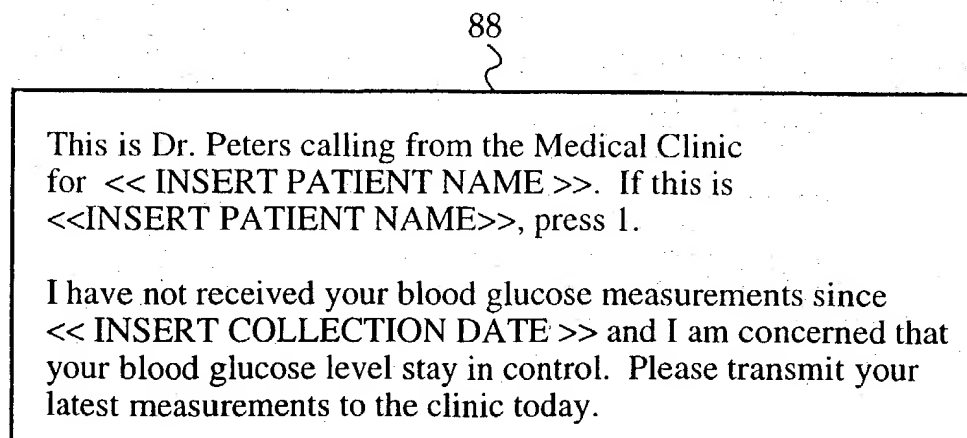 88
This is Dr. Peters calling from the Medical Clinic
for << INSERT PATIENT NAME >>. If this is
<<INSERT PATIENT NAME>>, press 1.
I have not received your blood glucose measurements since
<< INSERT COLLECTION DATE >> and I am concerned that
your blood glucose level stay in control. Please transmit your
latest measurements to the clinic today.